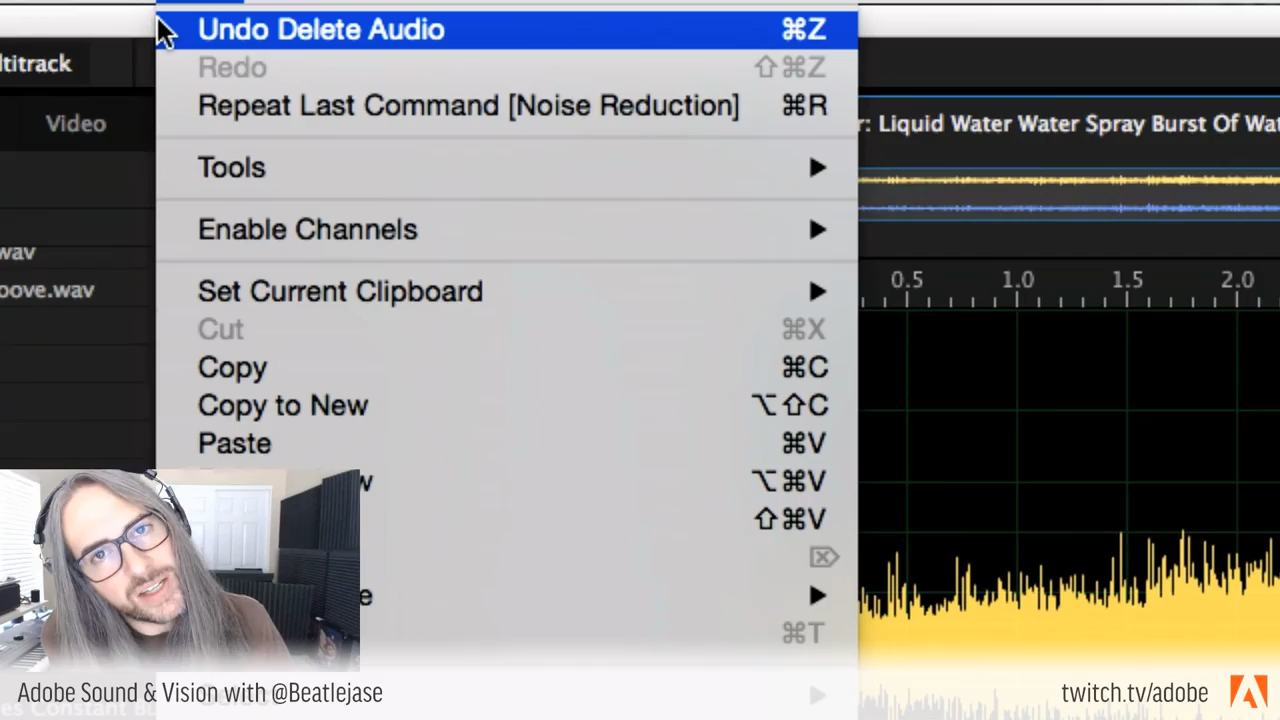 Undo Delete Audio ⌘Z
ltitrack
Redo ⇧⌘Z
Repeat Last Command [Noise Reduction] ⌘R
Video
r: Liquid Water Water Spray Burst Of Wat
Tools
Enable Channels
wav
oove.wav
0.5 1.0 1.5 2.0
Set Current Clipboard
Cut ⌘X
Copy ⌘C
Copy to New ⌥⇧C
Paste ⌘V
w ⌥⌘V
⇧⌘V
e
⌘T
Adobe Sound & Vision with @Beatlejase
twitch.tv/adobe